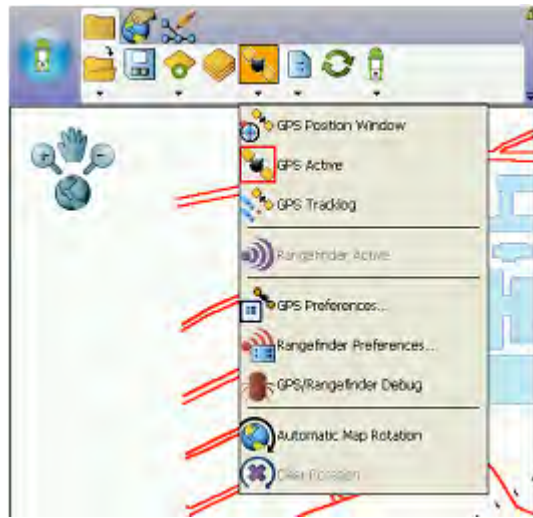 GPS Position Window
GPS Active
GPS Tracklog
Rangefinder Active
GPS Preferences...
Rangefinder Preferences...
GPS/Rangefinder Debug
Automatic Map Rotation
Clear Rotation